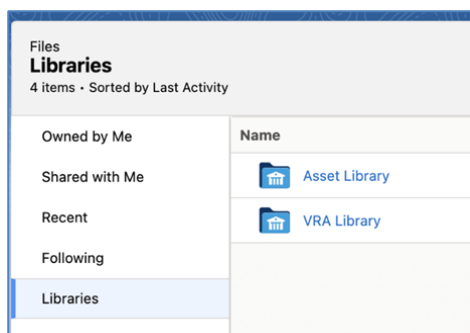 Files
Libraries
4 items • Sorted by Last Activity
Owned by Me
Shared with Me
Recent
Following
Libraries
Name
Asset Library
VRA Library